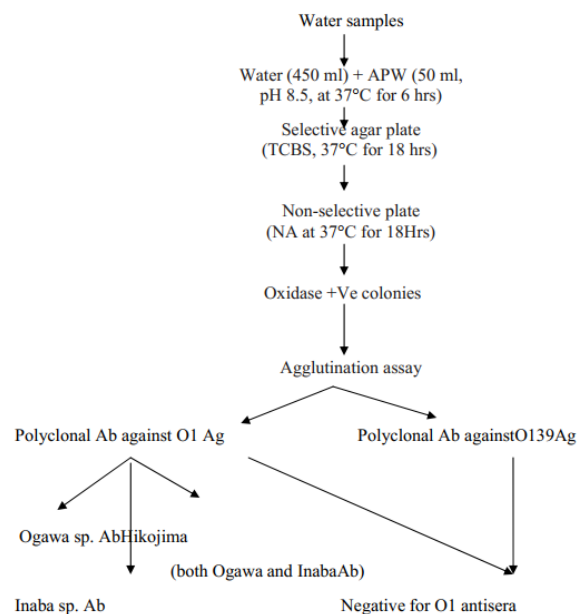 Water samples
Water (450 ml) + APW (50 ml,
pH 8.5, at 37°C for 6 hrs)
Selective agar plate
(TCBS, 37°C for 18 hrs)
Non-selective plate
(NA at 37°C for 18Hrs)
Oxidase +Ve colonies
Agglutination assay
Polyclonal Ab against O1 Ag
Polyclonal Ab againstO139Ag
Ogawa sp. AbHikojima
(both Ogawa and InabaAb)
Inaba sp. Ab
Negative for O1 antisera